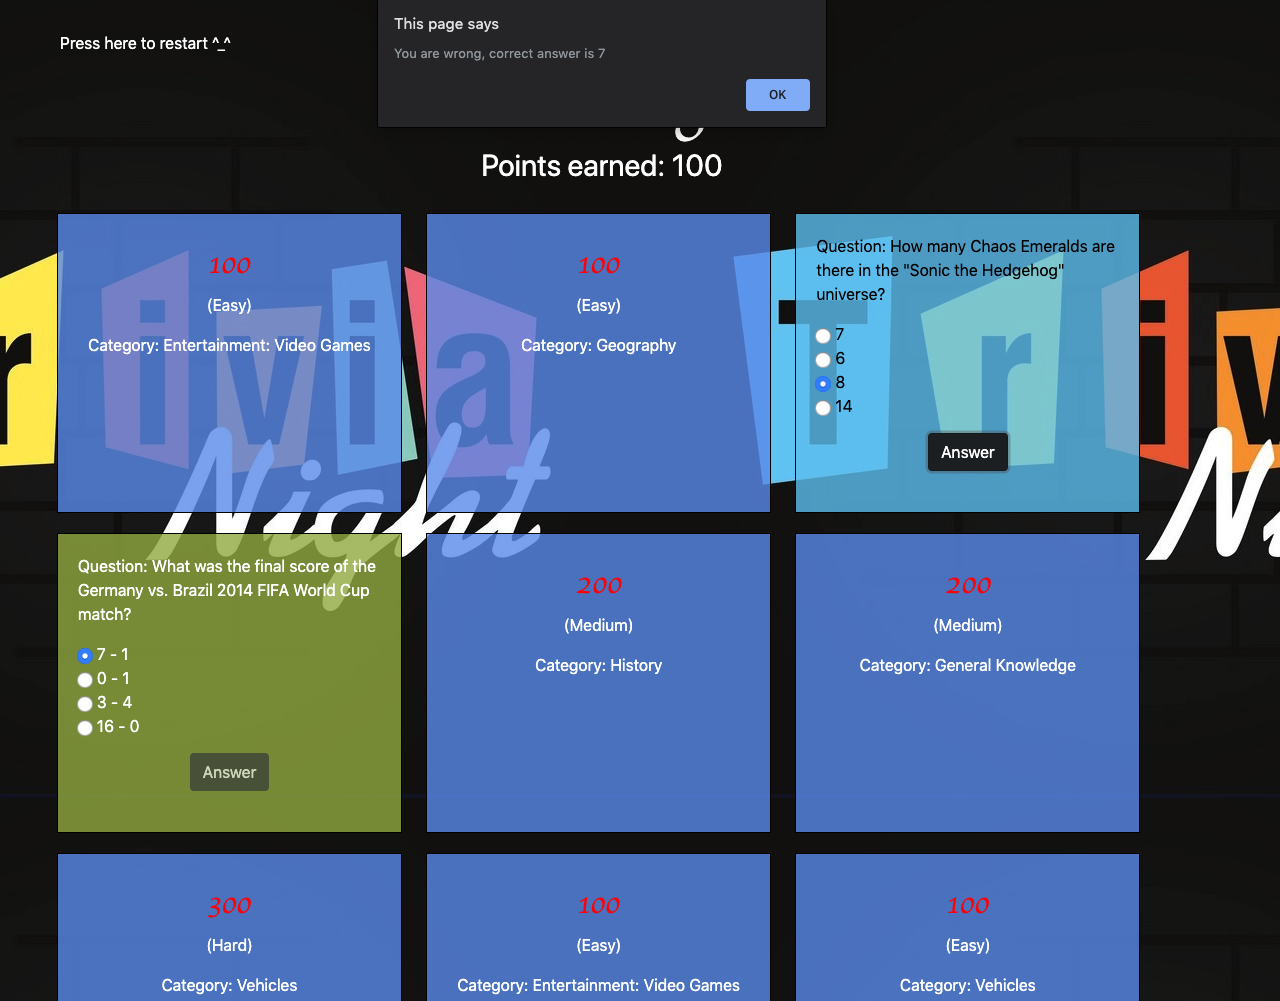 This page says
Press here to restart ^_^
You are wrong, correct answer is 7
OK
Points earned: 100
100
(Easy)
Category: Entertainment: Video Games
100
(Easy)
Category: Geography
Question: How many Chaos Emeralds are
there in the "Sonic the Hedgehog"
universe?
7
6
8
14
Answer
Trivia
Night
Question: What was the final score of the
Germany vs. Brazil 2014 FIFA World Cup
match?
7 - 1
0 - 1
3 - 4
16 - 0
Answer
200
(Medium)
Category: History
200
(Medium)
Category: General Knowledge
300
(Hard)
Category: Vehicles
100
(Easy)
Category: Entertainment: Video Games
100
(Easy)
Category: Vehicles